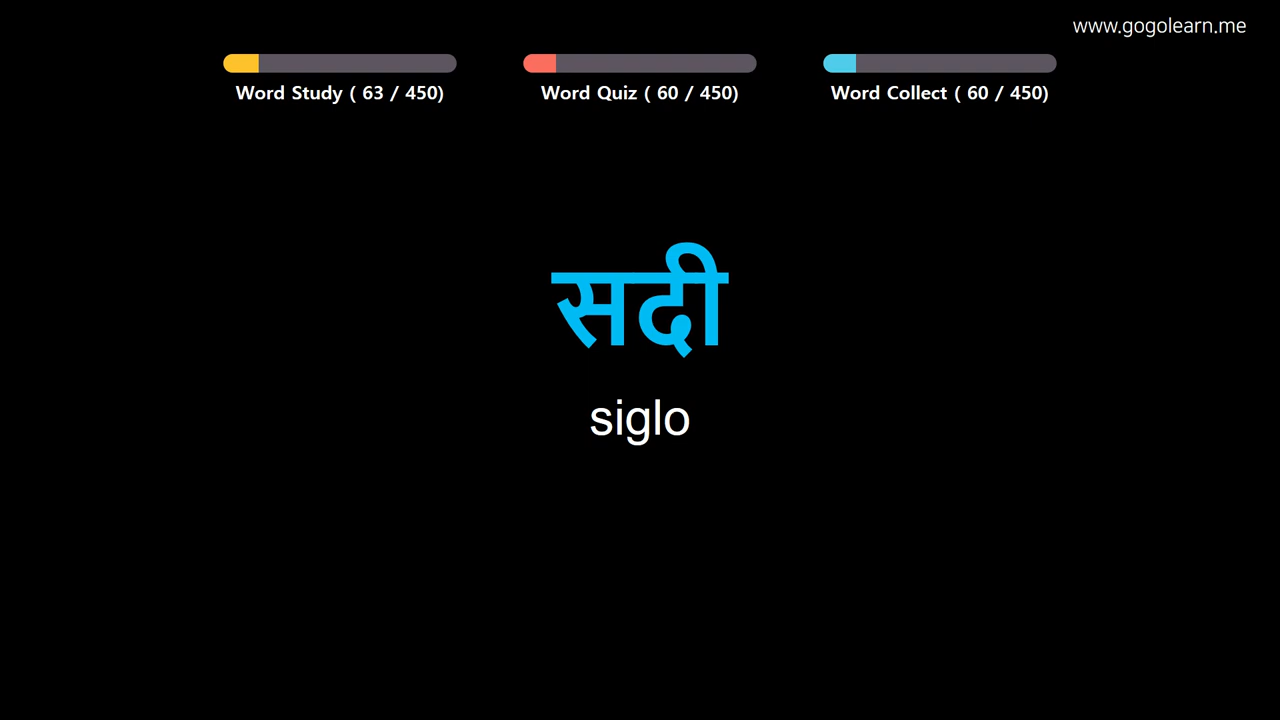 www.gogolearn.me
Word Study ( 63 / 450)
Word Quiz ( 60 / 450)
Word Collect ( 60 / 450)
सदी
siglo